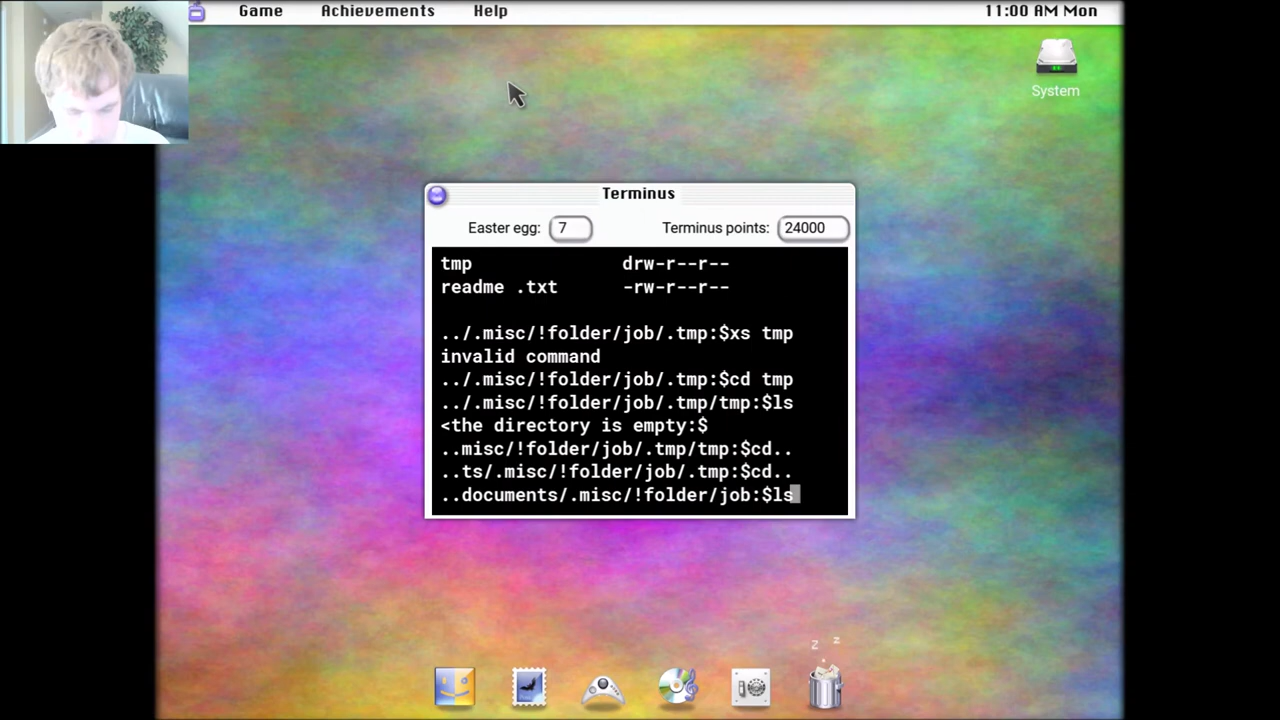 Game Achievements Help 11:00 AM Mon
System
Terminus
Easter egg: 7 Terminus points: 24000
tmp drw-r--r--
readme .txt -rw-r--r--
../.misc/!folder/job/.tmp:$xs tmp
invalid command
../.misc/!folder/job/.tmp:$cd tmp
../.misc/!folder/job/.tmp/tmp:$ls
<the directory is empty:$
..misc/!folder/job/.tmp/tmp:$cd..
..ts/.misc/!folder/job/.tmp:$cd..
..documents/.misc/!folder/job:$ls
z z